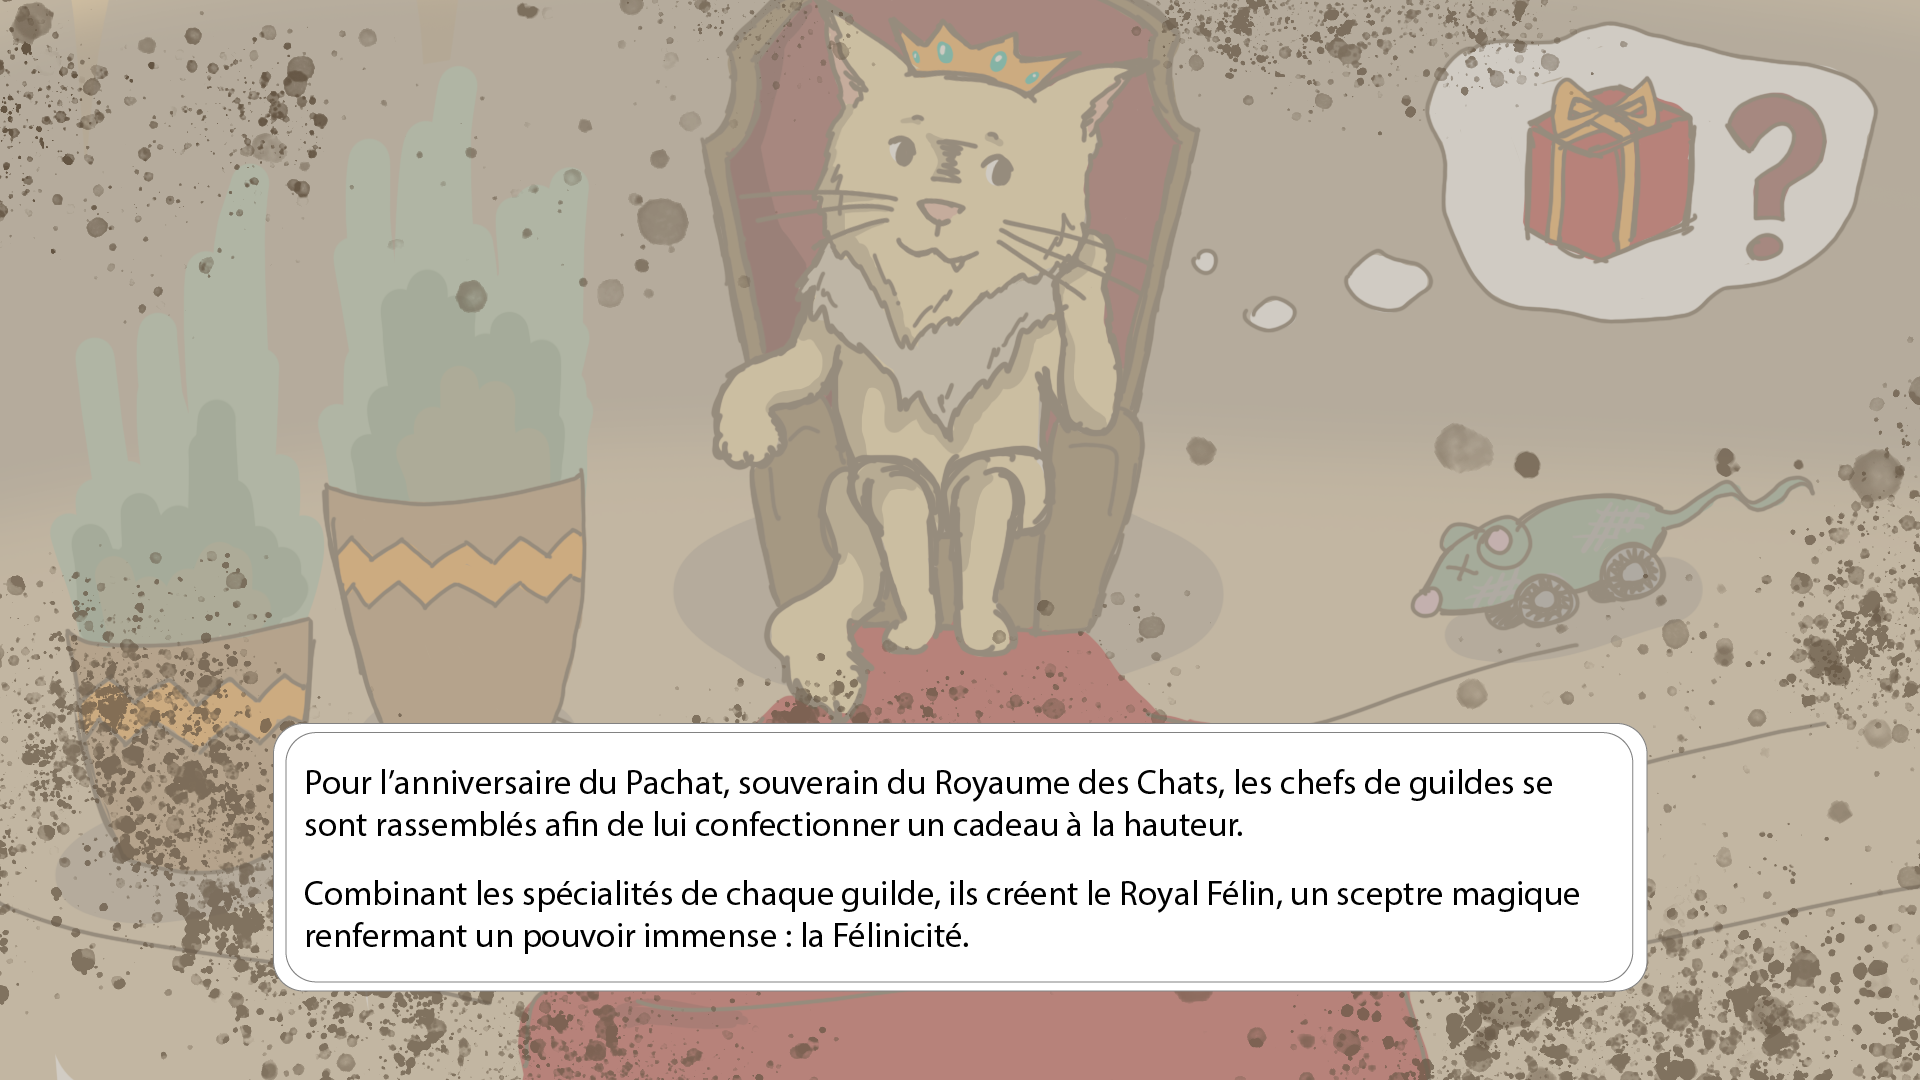 ?
Pour l’anniversaire du Pachat, souverain du Royaume des Chats, les chefs de guildes se
sont rassemblés afin de lui confectionner un cadeau à la hauteur.
Combinant les spécialités de chaque guilde, ils créent le Royal Félin, un sceptre magique
renfermant un pouvoir immense : la Félinicité.